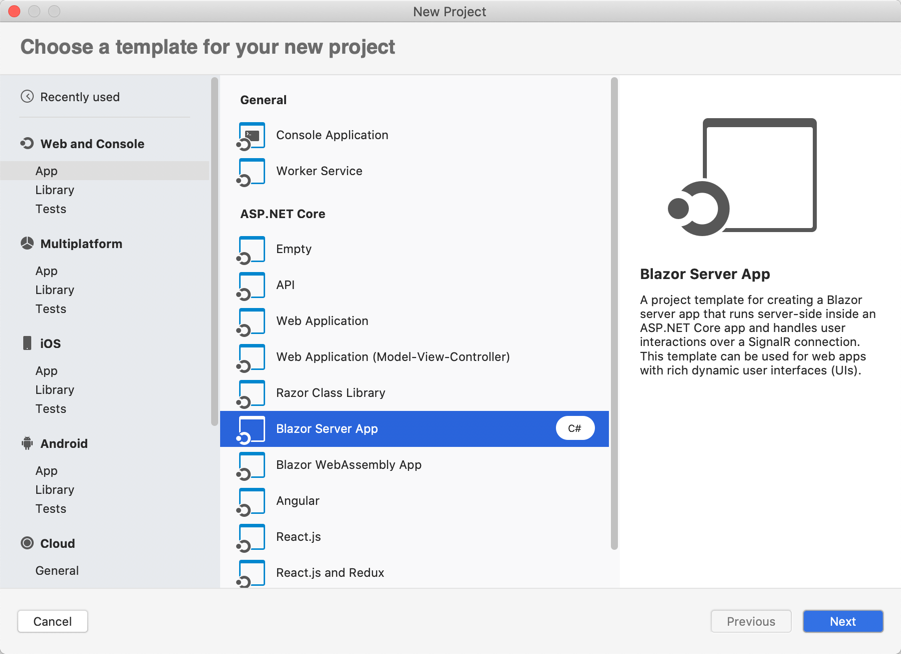 New Project
Choose a template for your new project
Recently used
Web and Console
App
Library
Tests
Multiplatform
App
Library
Tests
iOS
App
Library
Tests
Android
App
Library
Tests
Cloud
General
General
Console Application
Worker Service
ASP.NET Core
Empty
API
Web Application
Web Application (Model-View-Controller)
Razor Class Library
Blazor Server App C#
Blazor WebAssembly App
Angular
React.js
React.js and Redux
Blazor Server App
A project template for creating a Blazor
server app that runs server-side inside an
ASP.NET Core app and handles user
interactions over a SignalR connection.
This template can be used for web apps
with rich dynamic user interfaces (UIs).
Cancel
Previous
Next